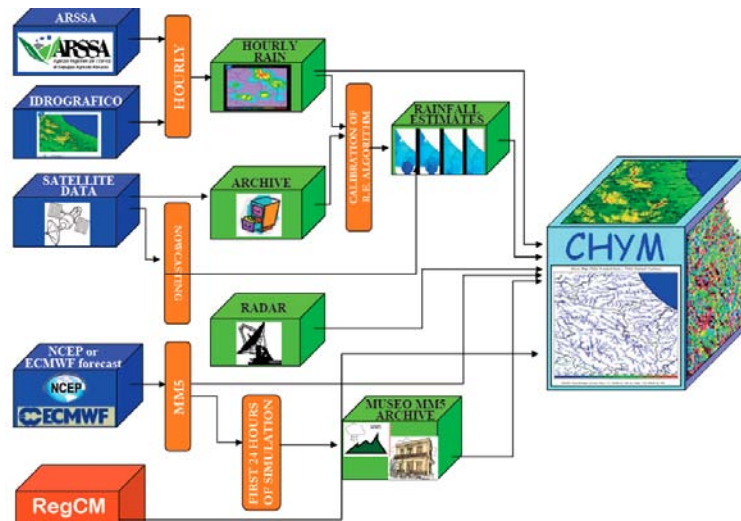 ARSSA
ARSSA
IDROGRAFICO
SATELLITE
DATA
NCEP or
ECMWF forecast
NCEP
ECMWF
RegCM
HOURLY
NOWCASTING
MM5
FIRST 24 HOURS
OF SIMULATION
HOURLY
RAIN
ARCHIVE
RADAR
CALIBRATION OF
R.E. ALGORITHM
RAINFALL
ESTIMATES
MUSEO MM5
ARCHIVE
CHYM